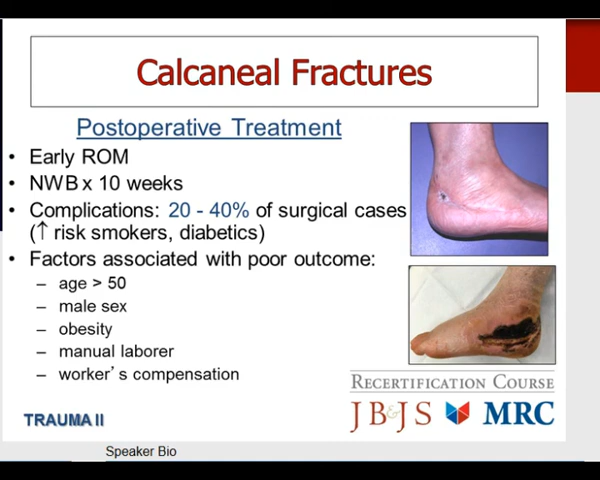 Calcaneal Fractures
Postoperative Treatment
• Early ROM
• NWB x 10 weeks
• Complications: 20 - 40% of surgical cases
(↑ risk smokers, diabetics)
• Factors associated with poor outcome:
– age > 50
– male sex
– obesity
– manual laborer
– worker's compensation
RECERTIFICATION COURSE
JB&JS MRC
TRAUMA II
Speaker Bio